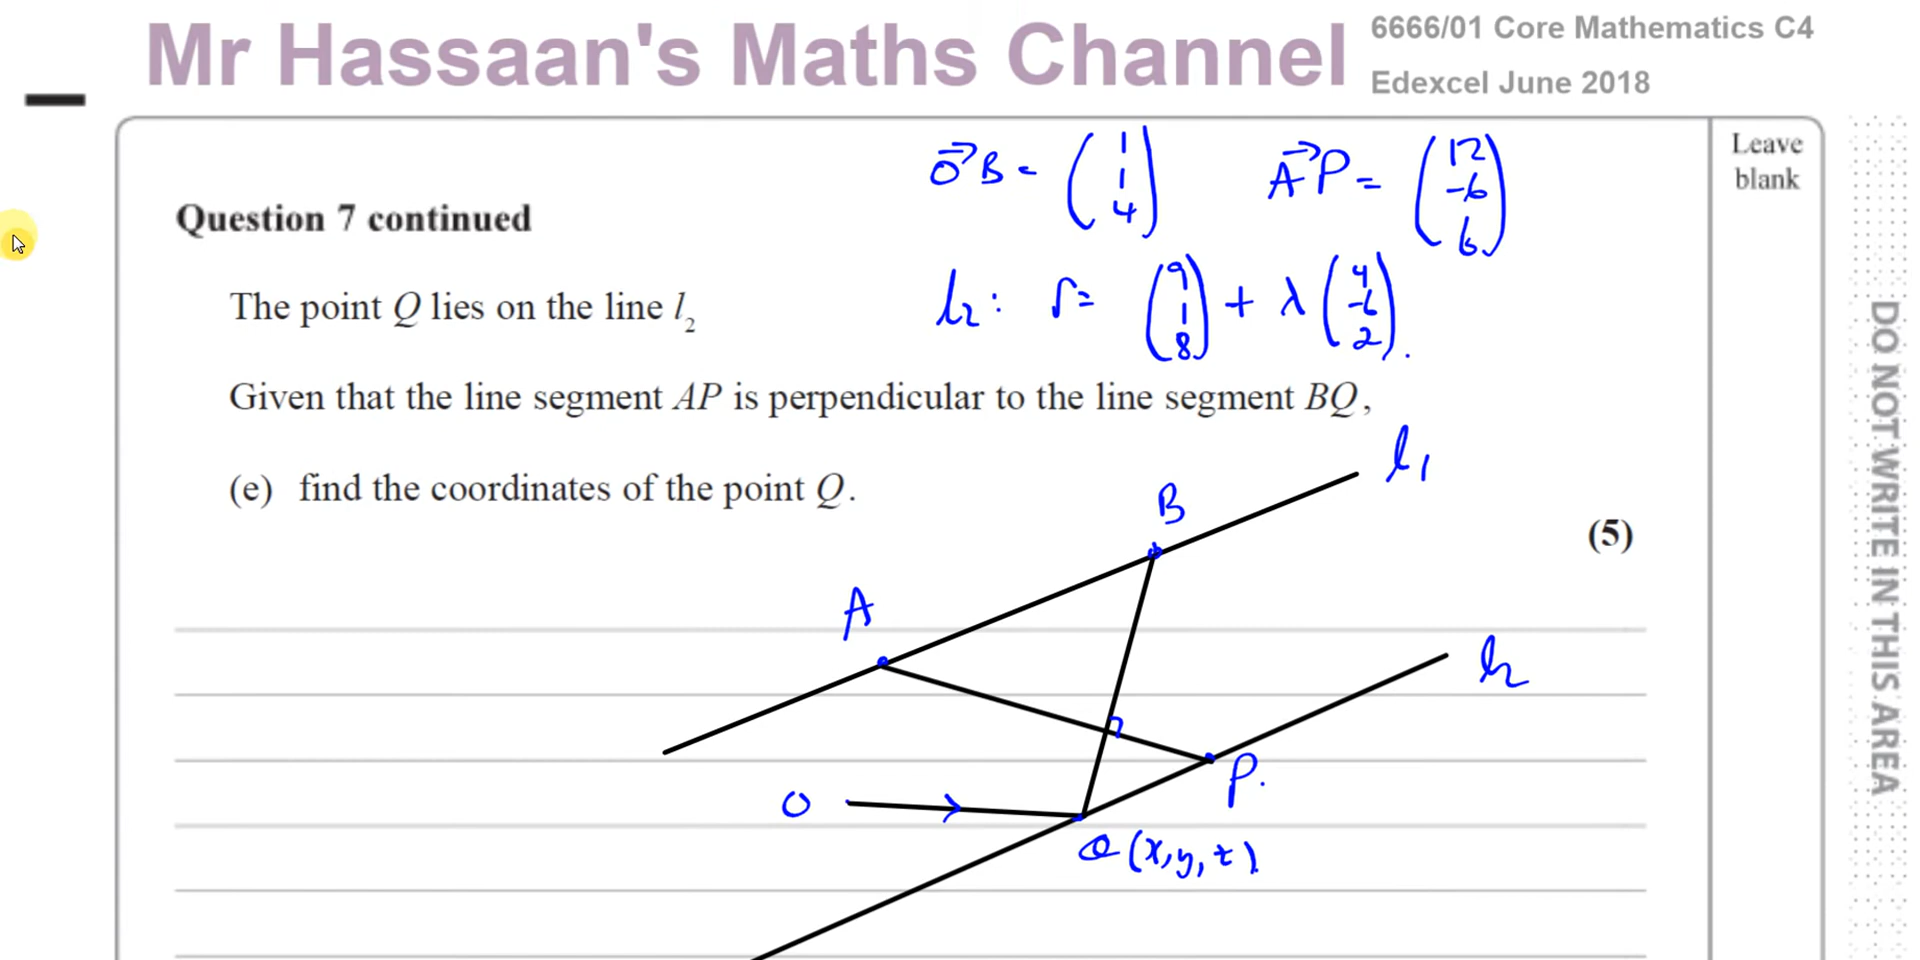 Mr Hassaan's Maths Channel
6666/01 Core Mathematics C4
Edexcel June 2018
Leave
blank
Question 7 continued
OB = (1 1 4) AP = (12 -6 6)
The point Q lies on the line l₂
l₂: r = (9 1 8) + λ(4 -6 2).
Given that the line segment AP is perpendicular to the line segment BQ,
(e) find the coordinates of the point Q.
(5)
l₁
B
A
l₂
P.
O
Q (x, y, z)
DO NOT WRITE IN THIS AREA